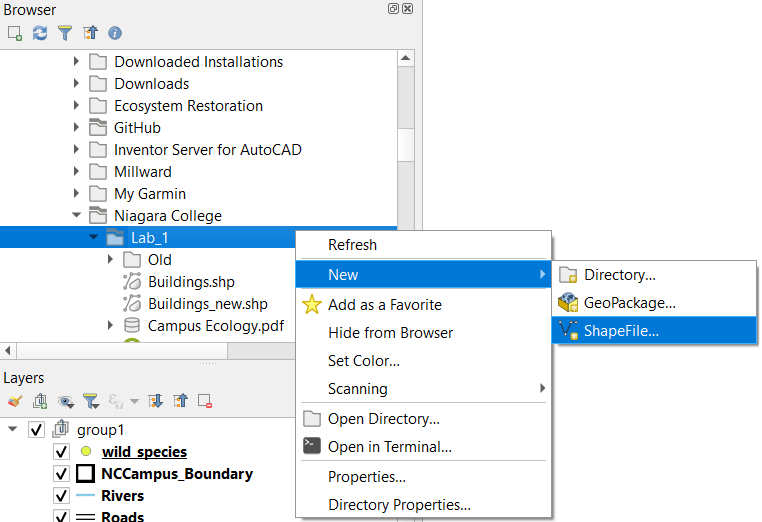 Browser
Downloaded Installations
Downloads
Ecosystem Restoration
GitHub
Inventor Server for AutoCAD
Millward
My Garmin
Niagara College
Lab_1
Old
Buildings.shp
Buildings_new.shp
Campus Ecology.pdf
Refresh
New
Add as a Favorite
Hide from Browser
Set Color...
Scanning
Open Directory...
Open in Terminal...
Properties...
Directory Properties...
Directory...
GeoPackage...
ShapeFile...
Layers
group1
wild_species
NCCampus_Boundary
Rivers
Roads